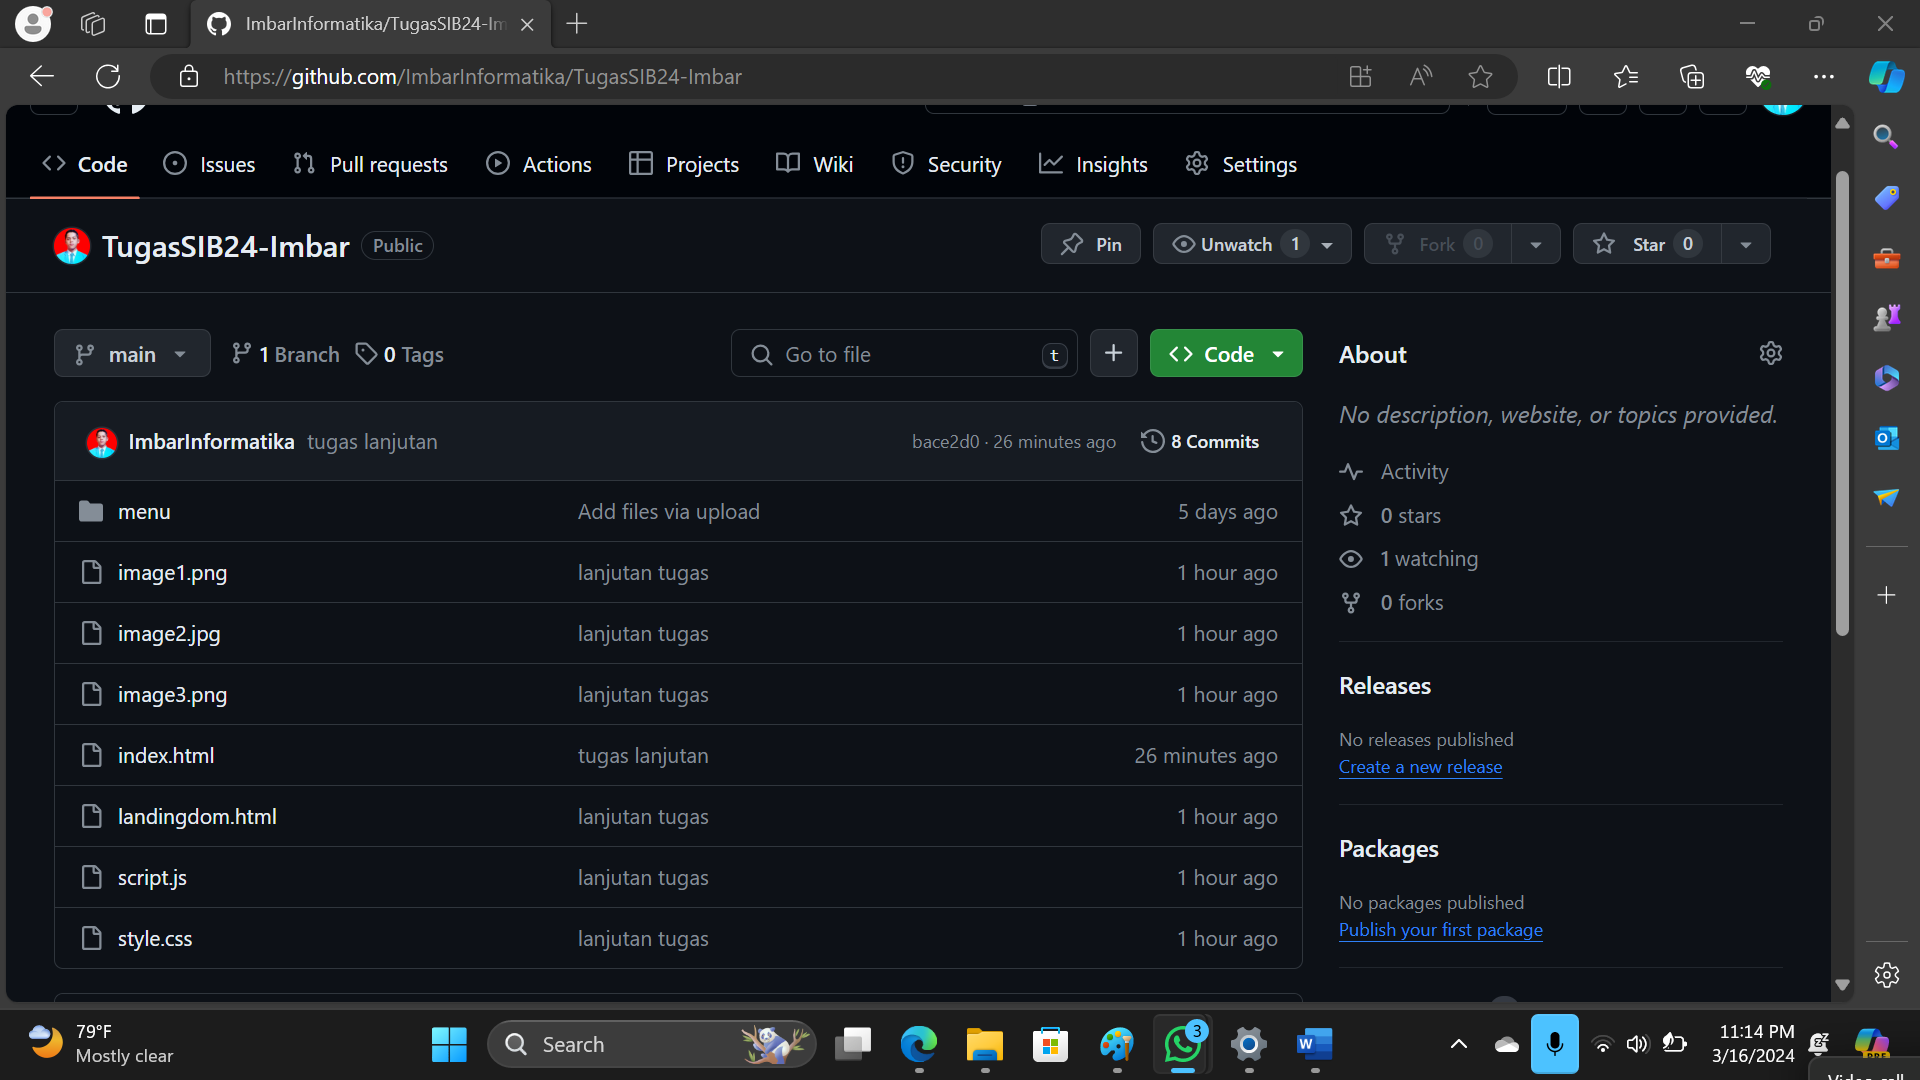 ImbarInformatika/TugasSIB24-Im
https://github.com/ImbarInformatika/TugasSIB24-Imbar
Code Issues Pull requests Actions Projects Wiki Security Insights Settings
TugasSIB24-Imbar Public Pin Unwatch 1 Fork 0 Star 0
main 1 Branch 0 Tags Go to file t Code
About
No description, website, or topics provided.
ImbarInformatika tugas lanjutan bace2d0 · 26 minutes ago 8 Commits
menu Add files via upload 5 days ago
image1.png lanjutan tugas 1 hour ago
image2.jpg lanjutan tugas 1 hour ago
image3.png lanjutan tugas 1 hour ago
index.html tugas lanjutan 26 minutes ago
landingdom.html lanjutan tugas 1 hour ago
script.js lanjutan tugas 1 hour ago
style.css lanjutan tugas 1 hour ago
Activity
0 stars
1 watching
0 forks
Releases
No releases published
Create a new release
Packages
No packages published
Publish your first package
79°F
Mostly clear
Search
3
11:14 PM
3/16/2024